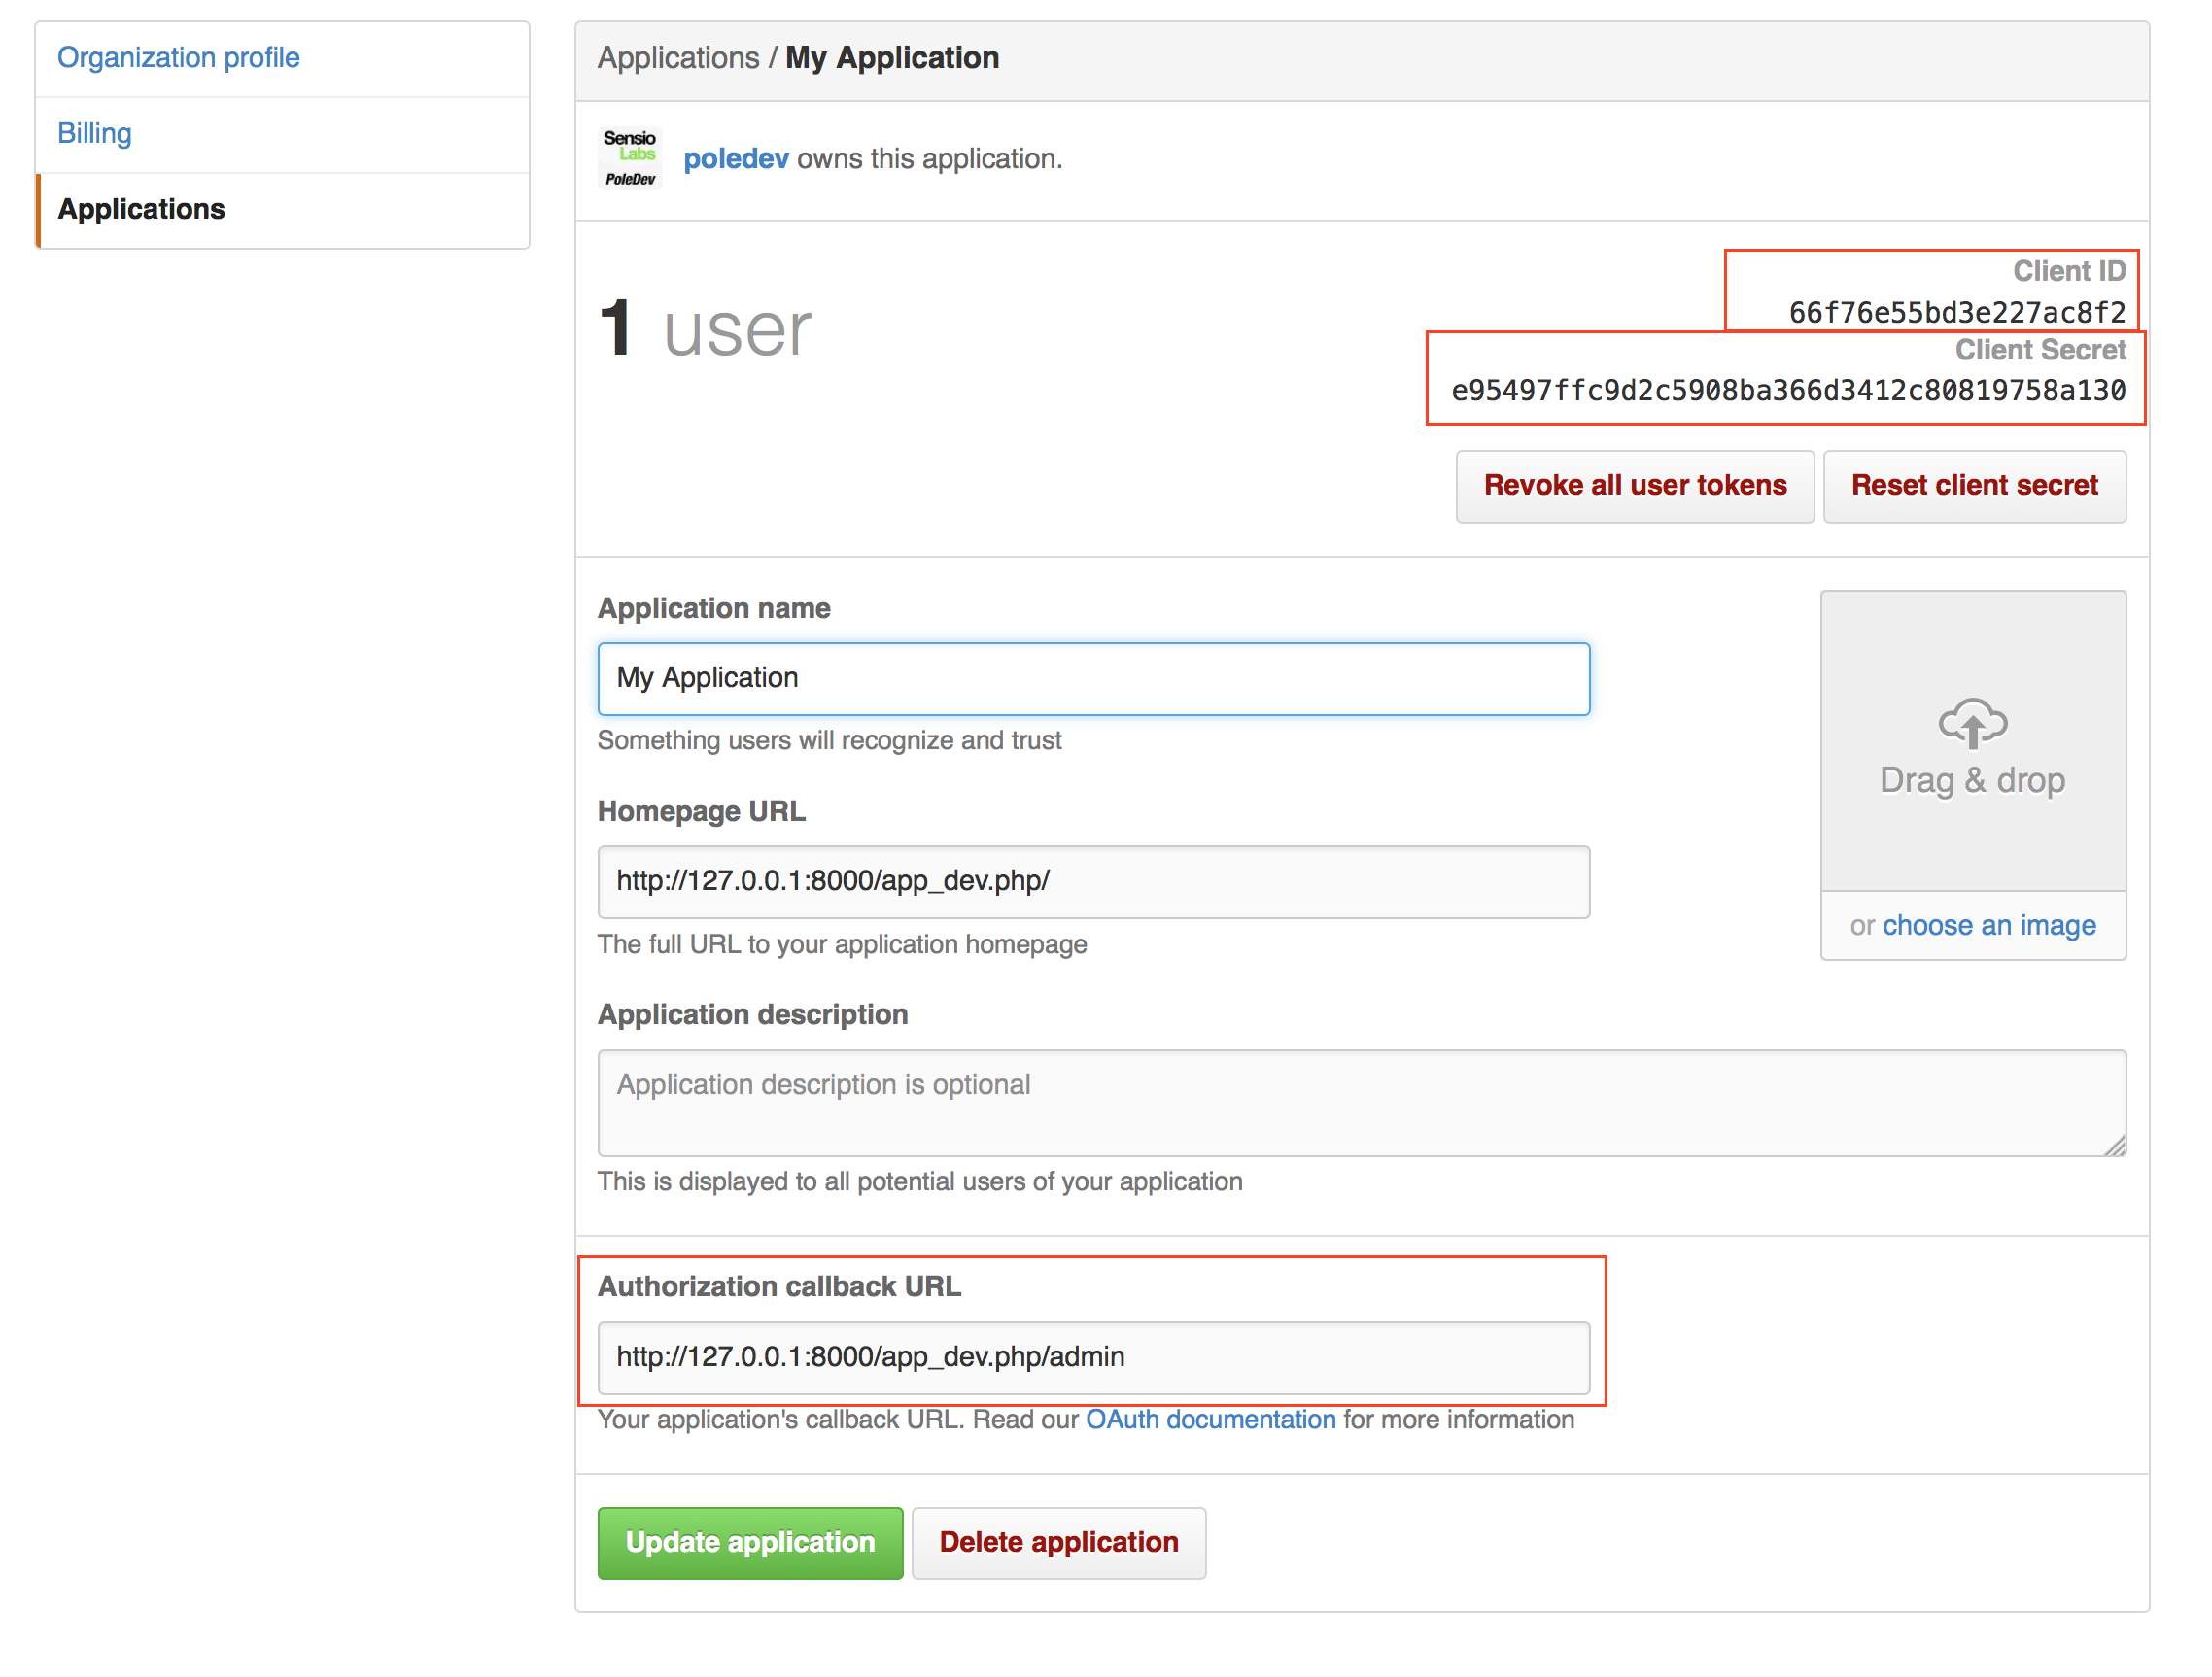 Organization profile
Billing
Applications
Applications / My Application
Sensio
Labs
PoleDev
poledev owns this application.
1 user
Client ID
66f76e55bd3e227ac8f2
Client Secret
e95497ffc9d2c5908ba366d3412c80819758a130
Revoke all user tokens
Reset client secret
Application name
My Application
Something users will recognize and trust
Drag & drop
or choose an image
Homepage URL
http://127.0.0.1:8000/app_dev.php/
The full URL to your application homepage
Application description
Application description is optional
This is displayed to all potential users of your application
Authorization callback URL
http://127.0.0.1:8000/app_dev.php/admin
Your application's callback URL. Read our OAuth documentation for more information
Update application
Delete application